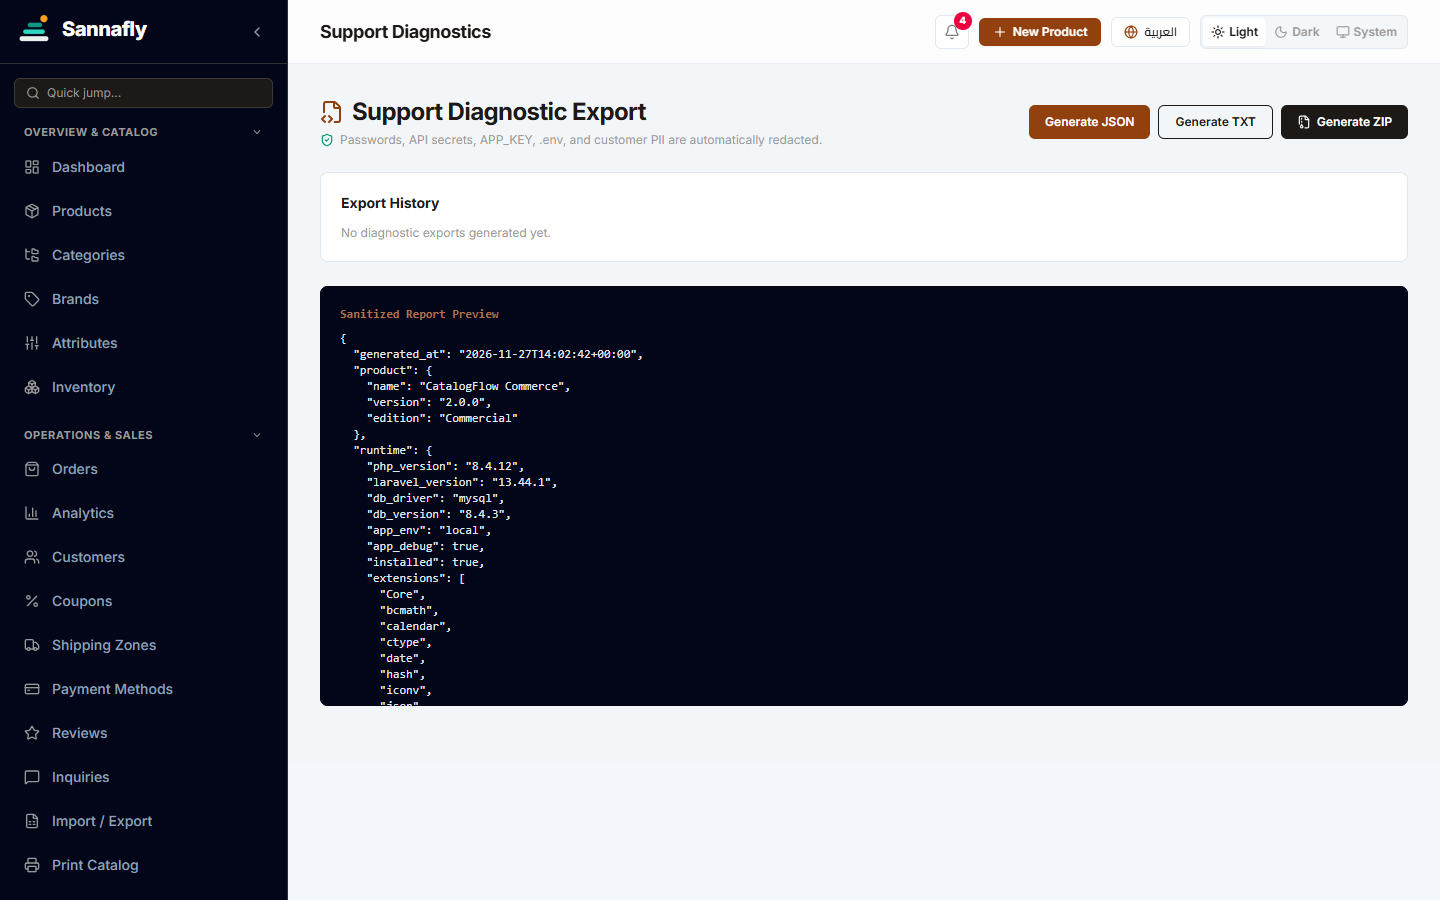 Sannafly
Quick jump...
OVERVIEW & CATALOG
Dashboard
Products
Categories
Brands
Attributes
Inventory
OPERATIONS & SALES
Orders
Analytics
Customers
Coupons
Shipping Zones
Payment Methods
Reviews
Inquiries
Import / Export
Print Catalog
Support Diagnostics
4
New Product
العربية
Light
Dark
System
Support Diagnostic Export
Passwords, API secrets, APP_KEY, .env, and customer PII are automatically redacted.
Generate JSON
Generate TXT
Generate ZIP
Export History
No diagnostic exports generated yet.
Sanitized Report Preview
{
"generated_at": "2026-11-27T14:02:42+00:00",
"product": {
"name": "CatalogFlow Commerce",
"version": "2.0.0",
"edition": "Commercial"
},
"runtime": {
"php_version": "8.4.12",
"laravel_version": "13.44.1",
"db_driver": "mysql",
"db_version": "8.4.3",
"app_env": "local",
"app_debug": true,
"installed": true,
"extensions": [
"Core",
"bcmath",
"calendar",
"ctype",
"date",
"hash",
"iconv",
"json",